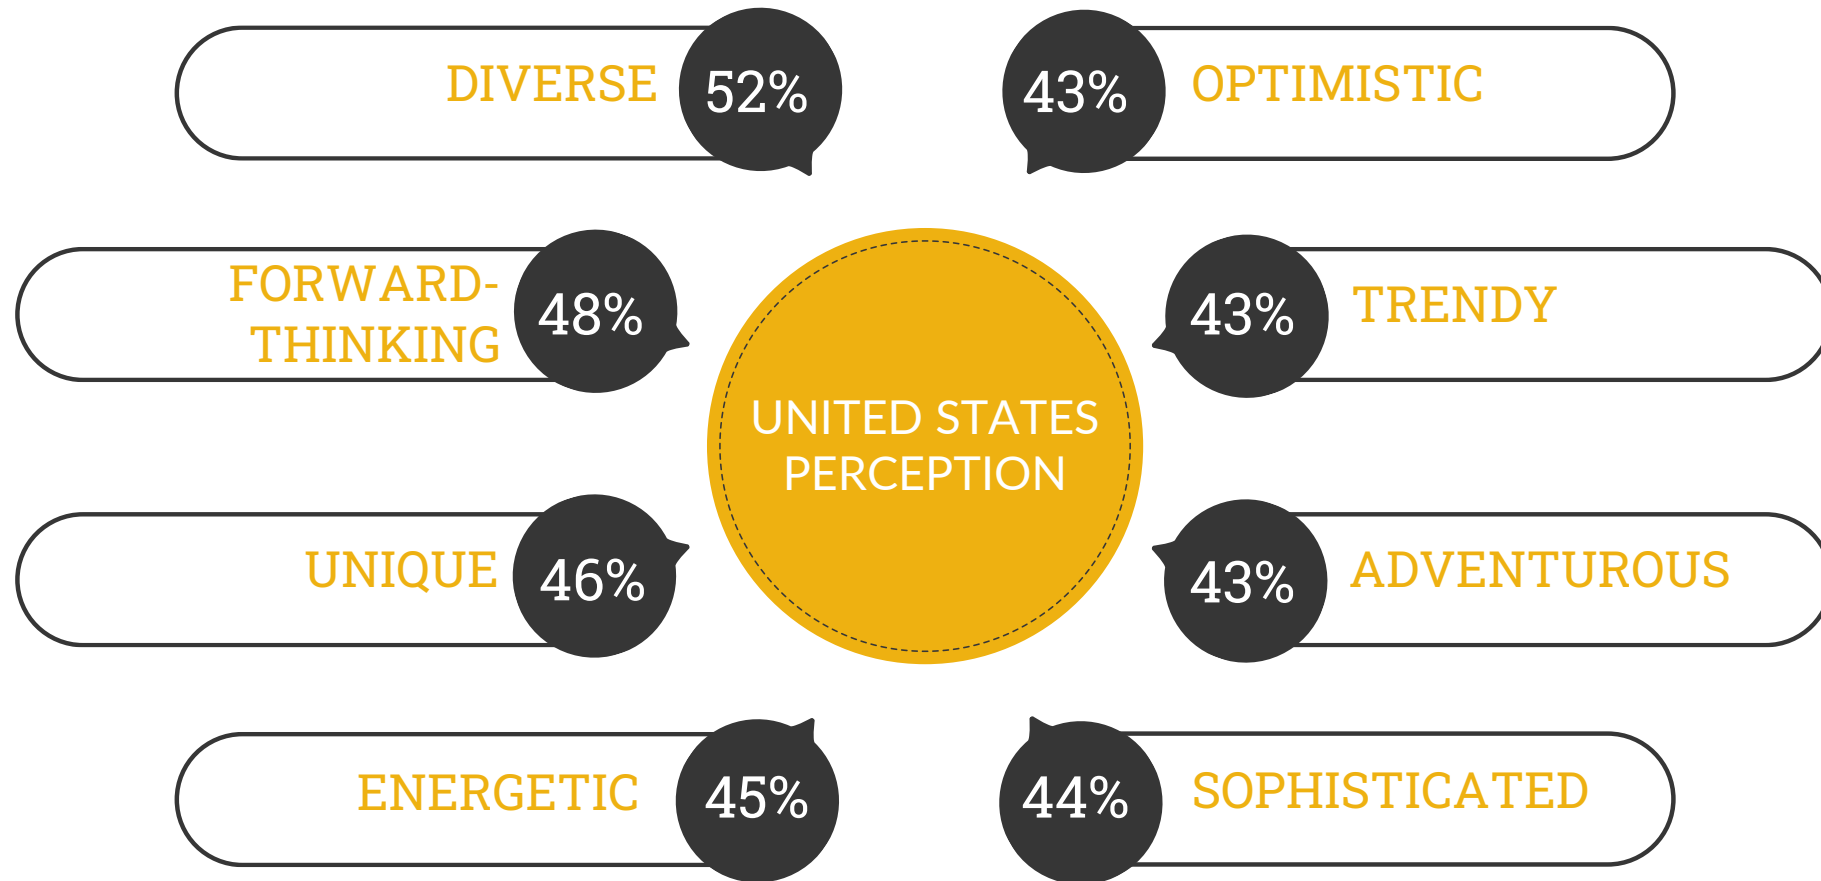 DIVERSE 52%
43% OPTIMISTIC
FORWARD-
THINKING
48%
43% TRENDY
UNITED STATES
PERCEPTION
UNIQUE 46%
43% ADVENTUROUS
ENERGETIC 45%
44% SOPHISTICATED